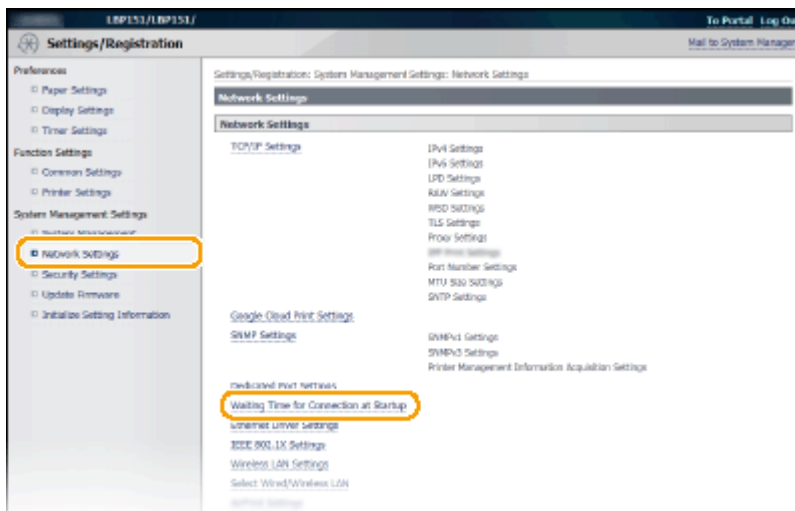 LBP151/LBP151/
To Portal Log Ou
Settings/Registration
Mail to System Manager
Preferences
Paper Settings
Display Settings
Timer Settings
Function Settings
Common Settings
Printer Settings
System Management Settings
System Management
Network Settings
Security Settings
Update Firmware
Initialize Setting Information
Settings/Registration: System Management Settings: Network Settings
Network Settings
Network Settings
TCP/IP Settings
IPv4 Settings
IPv6 Settings
LPD Settings
RAW Settings
WSD Settings
TLS Settings
Proxy Settings
Port Number Settings
MTU Size Settings
SNTP Settings
Google Cloud Print Settings
SNMP Settings
SNMPv1 Settings
SNMPv3 Settings
Printer Management Information Acquisition Settings
Dedicated Port Settings
Waiting Time for Connection at Startup
Ethernet Driver Settings
IEEE 802.1X Settings
Wireless LAN Settings
Select Wired/Wireless LAN